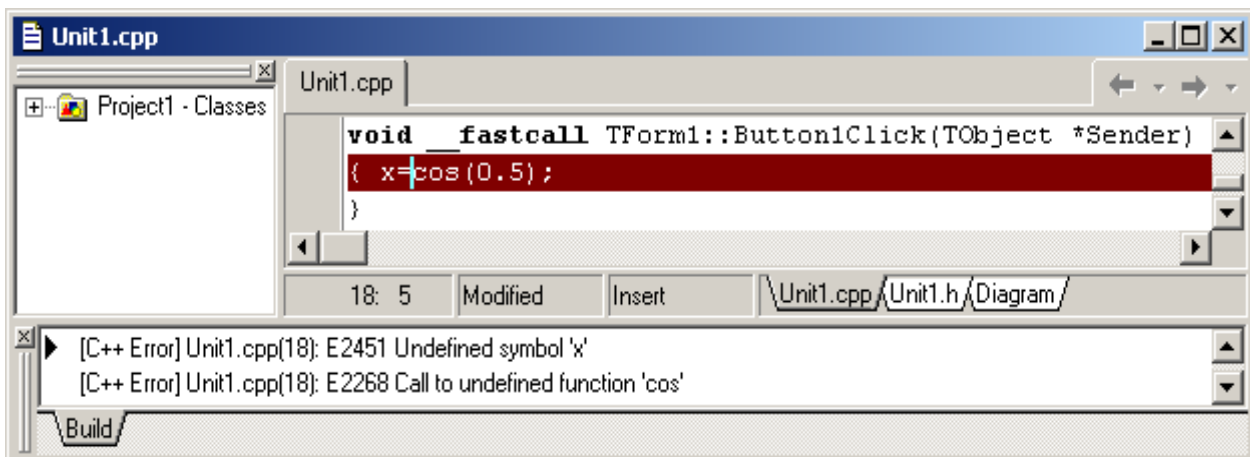 Unit1.cpp
Project1 - Classes
Unit1.cpp
void __fastcall TForm1::Button1Click(TObject *Sender)
{ x=cos(0.5);
}
18: 5 Modified Insert \Unit1.cpp/Unit1.h/Diagram/
[C++ Error] Unit1.cpp(18): E2451 Undefined symbol 'x'
[C++ Error] Unit1.cpp(18): E2268 Call to undefined function 'cos'
Build